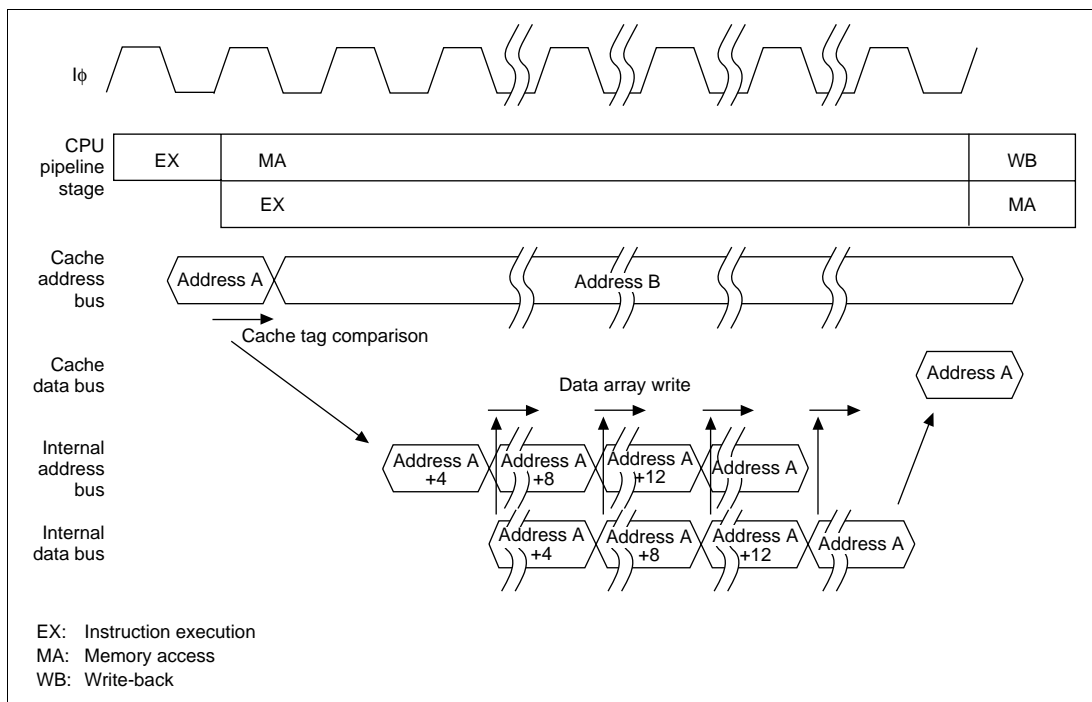 Iϕ
CPU
pipeline
stage
EX
MA
WB
EX
MA
Cache
address
bus
Address A
Address B
Cache tag comparison
Cache
data bus
Address A
Data array write
Internal
address
bus
Address A
+4
Address A
+8
Address A
+12
Address A
Internal
data bus
Address A
+4
Address A
+8
Address A
+12
Address A
EX: Instruction execution
MA: Memory access
WB: Write-back